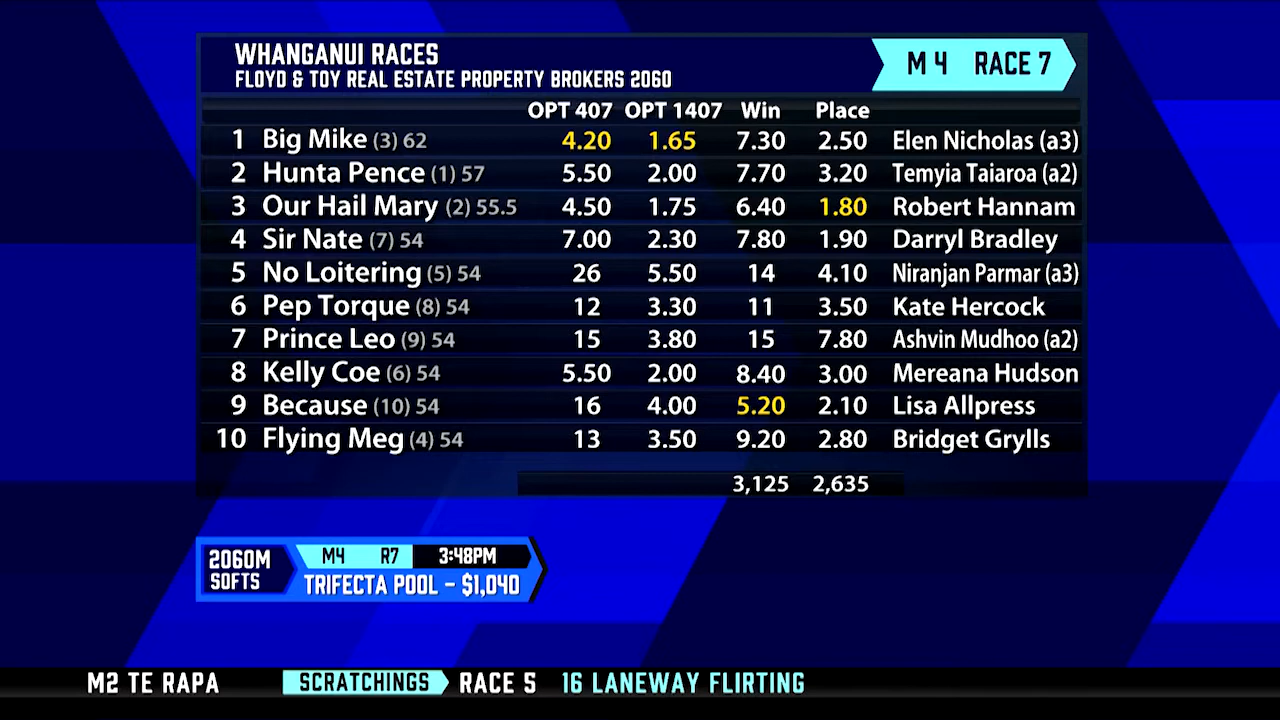 WHANGANUI RACES
FLOYD & TOY REAL ESTATE PROPERTY BROKERS 2060
M 4 RACE 7
OPT 407 OPT 1407 Win Place
1 Big Mike (3) 62 4.20 1.65 7.30 2.50 Elen Nicholas (a3)
2 Hunta Pence (1) 57 5.50 2.00 7.70 3.20 Temyia Taiaroa (a2)
3 Our Hail Mary (2) 55.5 4.50 1.75 6.40 1.80 Robert Hannam
4 Sir Nate (7) 54 7.00 2.30 7.80 1.90 Darryl Bradley
5 No Loitering (5) 54 26 5.50 14 4.10 Niranjan Parmar (a3)
6 Pep Torque (8) 54 12 3.30 11 3.50 Kate Hercock
7 Prince Leo (9) 54 15 3.80 15 7.80 Ashvin Mudhoo (a2)
8 Kelly Coe (6) 54 5.50 2.00 8.40 3.00 Mereana Hudson
9 Because (10) 54 16 4.00 5.20 2.10 Lisa Allpress
10 Flying Meg (4) 54 13 3.50 9.20 2.80 Bridget Grylls
3,125 2,635
2060M
SOFT5
M4 R7 3:48PM
TRIFECTA POOL – $1,040
M2 TE RAPA SCRATCHINGS RACE 5 16 LANEWAY FLIRTING